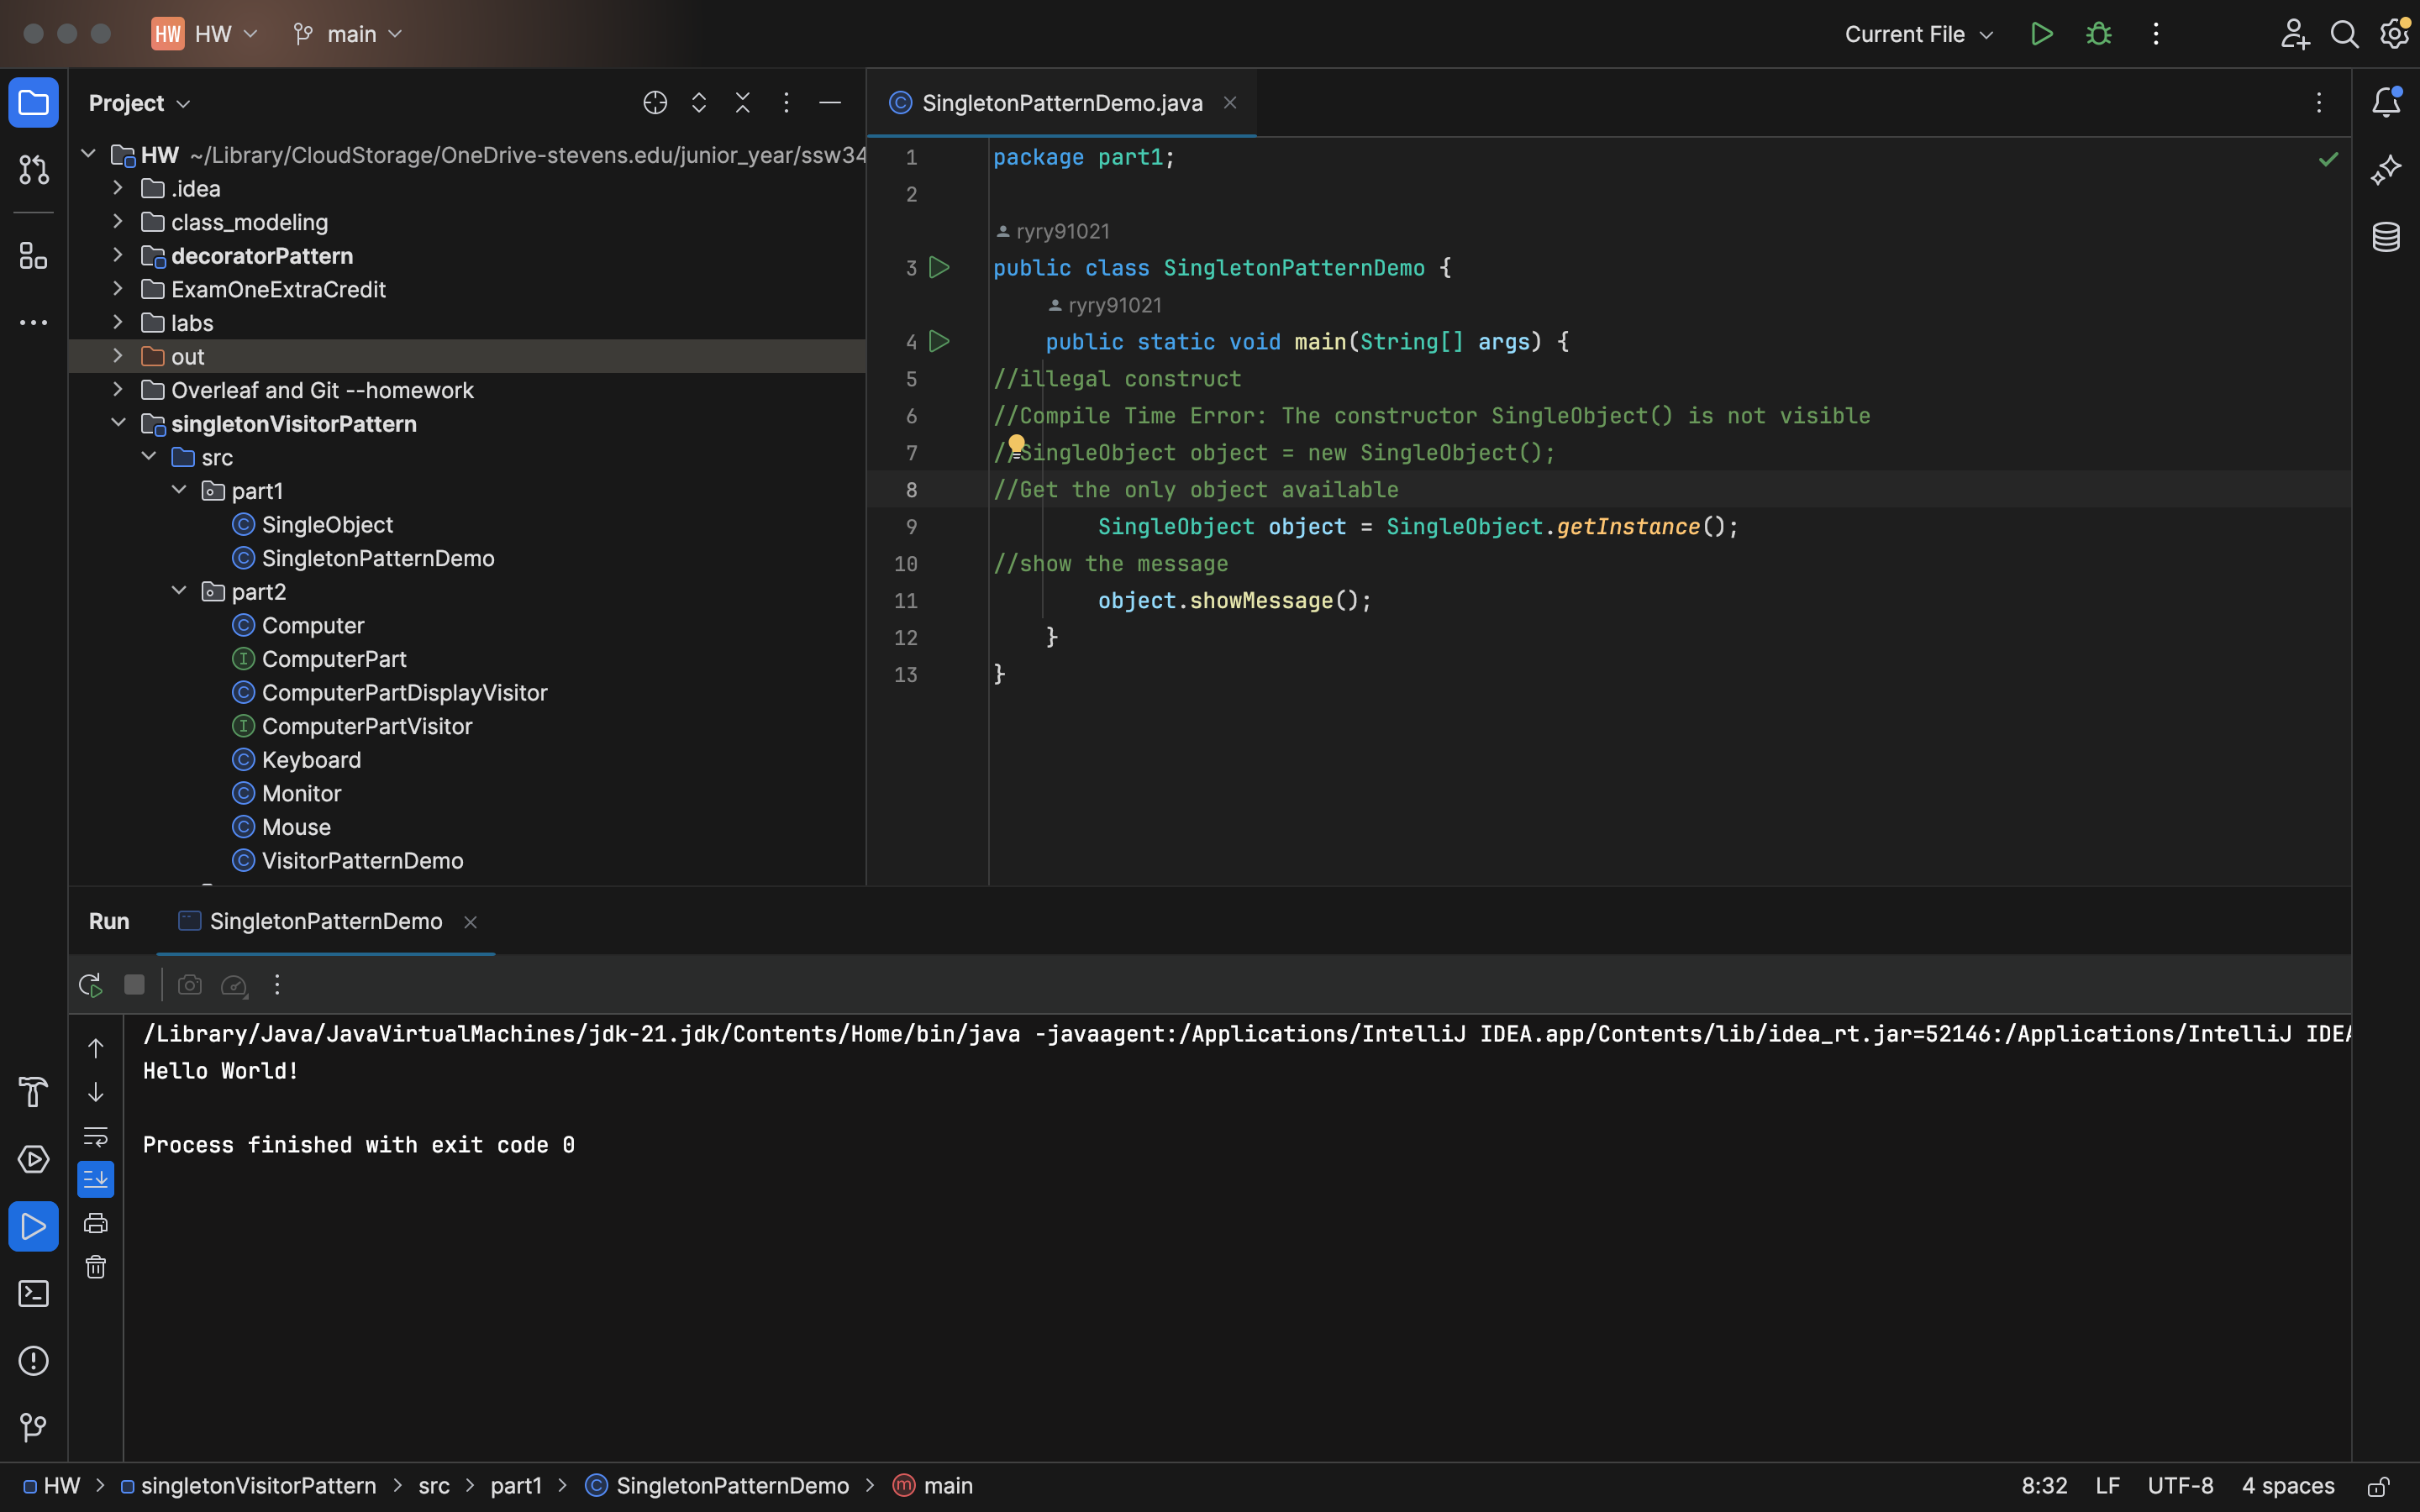 HW HW main Current File
Project
SingletonPatternDemo.java
HW ~/Library/CloudStorage/OneDrive-stevens.edu/junior_year/ssw34
.idea
class_modeling
decoratorPattern
ExamOneExtraCredit
labs
out
Overleaf and Git --homework
singletonVisitorPattern
src
part1
SingleObject
SingletonPatternDemo
part2
Computer
ComputerPart
ComputerPartDisplayVisitor
ComputerPartVisitor
Keyboard
Monitor
Mouse
VisitorPatternDemo
1 package part1;
2
ryry91021
3 public class SingletonPatternDemo {
ryry91021
4 public static void main(String[] args) {
5 //illegal construct
6 //Compile Time Error: The constructor SingleObject() is not visible
7 //SingleObject object = new SingleObject();
8 //Get the only object available
9 SingleObject object = SingleObject.getInstance();
10 //show the message
11 object.showMessage();
12 }
13 }
Run SingletonPatternDemo
/Library/Java/JavaVirtualMachines/jdk-21.jdk/Contents/Home/bin/java -javaagent:/Applications/IntelliJ IDEA.app/Contents/lib/idea_rt.jar=52146:/Applications/IntelliJ IDEA
Hello World!
Process finished with exit code 0
HW > singletonVisitorPattern > src > part1 > SingletonPatternDemo > main 8:32 LF UTF-8 4 spaces